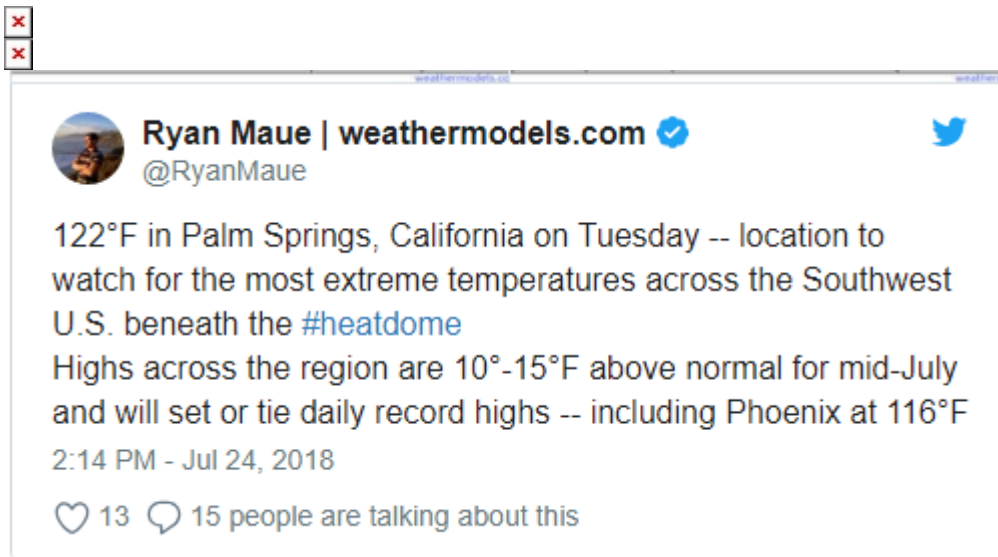 weathermodels.cc
weather
Ryan Maue | weathermodels.com
@RyanMaue
122°F in Palm Springs, California on Tuesday -- location to
watch for the most extreme temperatures across the Southwest
U.S. beneath the #heatdome
Highs across the region are 10°-15°F above normal for mid-July
and will set or tie daily record highs -- including Phoenix at 116°F
2:14 PM - Jul 24, 2018
13 15 people are talking about this